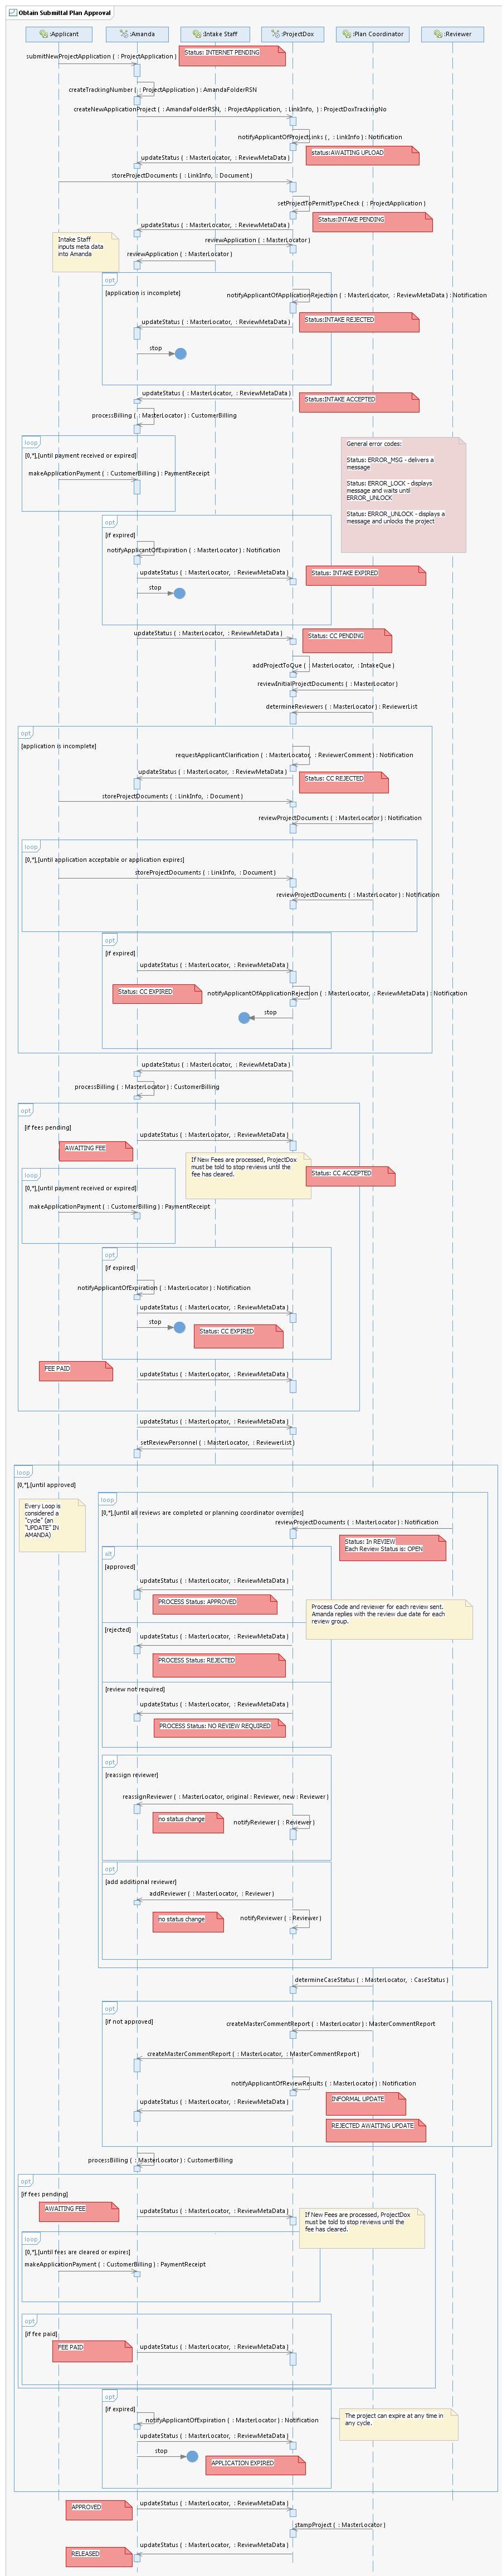 Obtain Submittal Plan Approval
:Applicant
:Amanda
:Intake Staff
:ProjectDox
:Plan Coordinator
:Reviewer
submitNewProjectApplication ( : ProjectApplication )
Status: INTERNET PENDING
createTrackingNumber ( : ProjectApplication ) : AmandaFolderRSN
createNewApplicationProject ( : AmandaFolderRSN, : ProjectApplication, : LinkInfo, ) : ProjectDoxTrackingNo
notifyApplicantOfProjectLinks ( , : LinkInfo ) : Notification
status:AWAITING UPLOAD
updateStatus ( : MasterLocator, : ReviewMetaData )
storeProjectDocuments ( : LinkInfo, : Document )
setProjectToPermitTypeCheck ( : ProjectApplication )
Status:INTAKE PENDING
updateStatus ( : MasterLocator, : ReviewMetaData )
Intake Staff
inputs meta data
into Amanda
reviewApplication ( : MasterLocator )
reviewApplication ( : MasterLocator )
opt
[application is incomplete]
notifyApplicantOfApplicationRejection ( : MasterLocator, : ReviewMetaData ) : Notification
Status:INTAKE REJECTED
updateStatus ( : MasterLocator, : ReviewMetaData )
stop
updateStatus ( : MasterLocator, : ReviewMetaData )
Status:INTAKE ACCEPTED
processBilling ( : MasterLocator ) : CustomerBilling
loop
[0,*],[until payment received or expired]
makeApplicationPayment ( : CustomerBilling ) : PaymentReceipt
General error codes:
Status: ERROR_MSG - delivers a
message
Status: ERROR_LOCK - displays
message and waits until
ERROR_UNLOCK
Status: ERROR_UNLOCK - displays a
message and unlocks the project
opt
[if expired]
notifyApplicantOfExpiration ( : MasterLocator ) : Notification
updateStatus ( : MasterLocator, : ReviewMetaData )
Status: INTAKE EXPIRED
stop
updateStatus ( : MasterLocator, : ReviewMetaData )
Status: CC PENDING
addProjectToQue ( : MasterLocator, : IntakeQue )
reviewInitialProjectDocuments ( : MasterLocator )
determineReviewers ( : MasterLocator ) : ReviewerList
opt
[application is incomplete]
requestApplicantClarification ( : MasterLocator, : ReviewerComment ) : Notification
updateStatus ( : MasterLocator, : ReviewMetaData )
Status: CC REJECTED
storeProjectDocuments ( : LinkInfo, : Document )
reviewProjectDocuments ( : MasterLocator ) : Notification
loop
[0,*],[until application acceptable or application expires]
storeProjectDocuments ( : LinkInfo, : Document )
reviewProjectDocuments ( : MasterLocator ) : Notification
opt
[if expired]
updateStatus ( : MasterLocator, : ReviewMetaData )
Status: CC EXPIRED
notifyApplicantOfApplicationRejection ( : MasterLocator, : ReviewMetaData ) : Notification
stop
updateStatus ( : MasterLocator, : ReviewMetaData )
processBilling ( : MasterLocator ) : CustomerBilling
opt
[if fees pending]
updateStatus ( : MasterLocator, : ReviewMetaData )
AWAITING FEE
If New Fees are processed, ProjectDox
must be told to stop reviews until the
fee has cleared.
Status: CC ACCEPTED
loop
[0,*],[until payment received or expired]
makeApplicationPayment ( : CustomerBilling ) : PaymentReceipt
opt
[if expired]
notifyApplicantOfExpiration ( : MasterLocator ) : Notification
updateStatus ( : MasterLocator, : ReviewMetaData )
stop
Status: CC EXPIRED
FEE PAID
updateStatus ( : MasterLocator, : ReviewMetaData )
updateStatus ( : MasterLocator, : ReviewMetaData )
setReviewPersonnel ( : MasterLocator, : ReviewerList )
loop
[0,*],[until approved]
Every Loop is
considered a
"cycle" (an
"UPDATE" IN
AMANDA)
loop
[0,*],[until all reviews are completed or planning coordinator overrides]
reviewProjectDocuments ( : MasterLocator ) : Notification
Status: In REVIEW
Each Review Status is: OPEN
alt
[approved]
updateStatus ( : MasterLocator, : ReviewMetaData )
PROCESS Status: APPROVED
Process Code and reviewer for each review sent.
Amanda replies with the review due date for each
review group.
[rejected]
updateStatus ( : MasterLocator, : ReviewMetaData )
PROCESS Status: REJECTED
[review not required]
updateStatus ( : MasterLocator, : ReviewMetaData )
PROCESS Status: NO REVIEW REQUIRED
opt
[reassign reviewer]
reassignReviewer ( : MasterLocator, original : Reviewer, new : Reviewer )
no status change
notifyReviewer ( : Reviewer )
opt
[add additional reviewer]
addReviewer ( : MasterLocator, : Reviewer )
no status change
notifyReviewer ( : Reviewer )
determineCaseStatus ( : MasterLocator, : CaseStatus )
opt
[if not approved]
createMasterCommentReport ( : MasterLocator ) : MasterCommentReport
createMasterCommentReport ( : MasterLocator, : MasterCommentReport )
notifyApplicantOfReviewResults ( : MasterLocator ) : Notification
updateStatus ( : MasterLocator, : ReviewMetaData )
INFORMAL UPDATE
REJECTED AWAITING UPDATE
processBilling ( : MasterLocator ) : CustomerBilling
opt
[if fees pending]
AWAITING FEE
updateStatus ( : MasterLocator, : ReviewMetaData )
If New Fees are processed, ProjectDox
must be told to stop reviews until the
fee has cleared.
loop
[0,*],[until fees are cleared or expires]
makeApplicationPayment ( : CustomerBilling ) : PaymentReceipt
opt
[if fee paid]
FEE PAID
updateStatus ( : MasterLocator, : ReviewMetaData )
opt
[if expired]
notifyApplicantOfExpiration ( : MasterLocator ) : Notification
The project can expire at any time in
any cycle.
updateStatus ( : MasterLocator, : ReviewMetaData )
stop
APPLICATION EXPIRED
APPROVED
updateStatus ( : MasterLocator, : ReviewMetaData )
stampProject ( : MasterLocator )
RELEASED
updateStatus ( : MasterLocator, : ReviewMetaData )